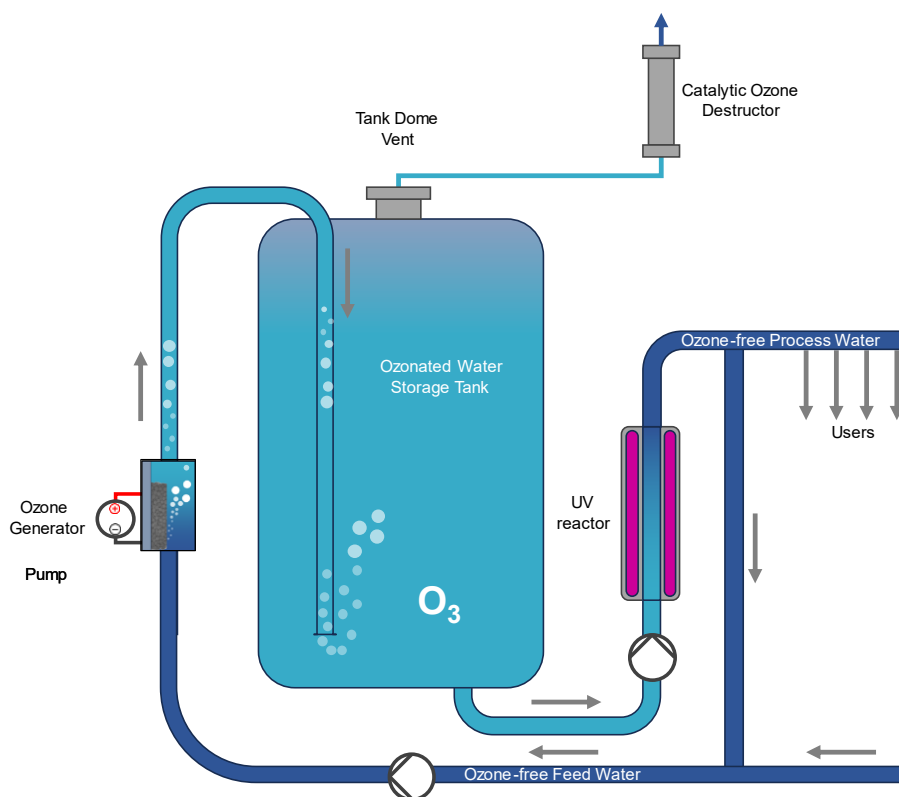 Catalytic Ozone
Destructor
Tank Dome
Vent
Ozone-free Process Water
Ozonated Water
Storage Tank
Users
UV
reactor
Ozone
Generator
+
−
Pump
O₃
Ozone-free Feed Water